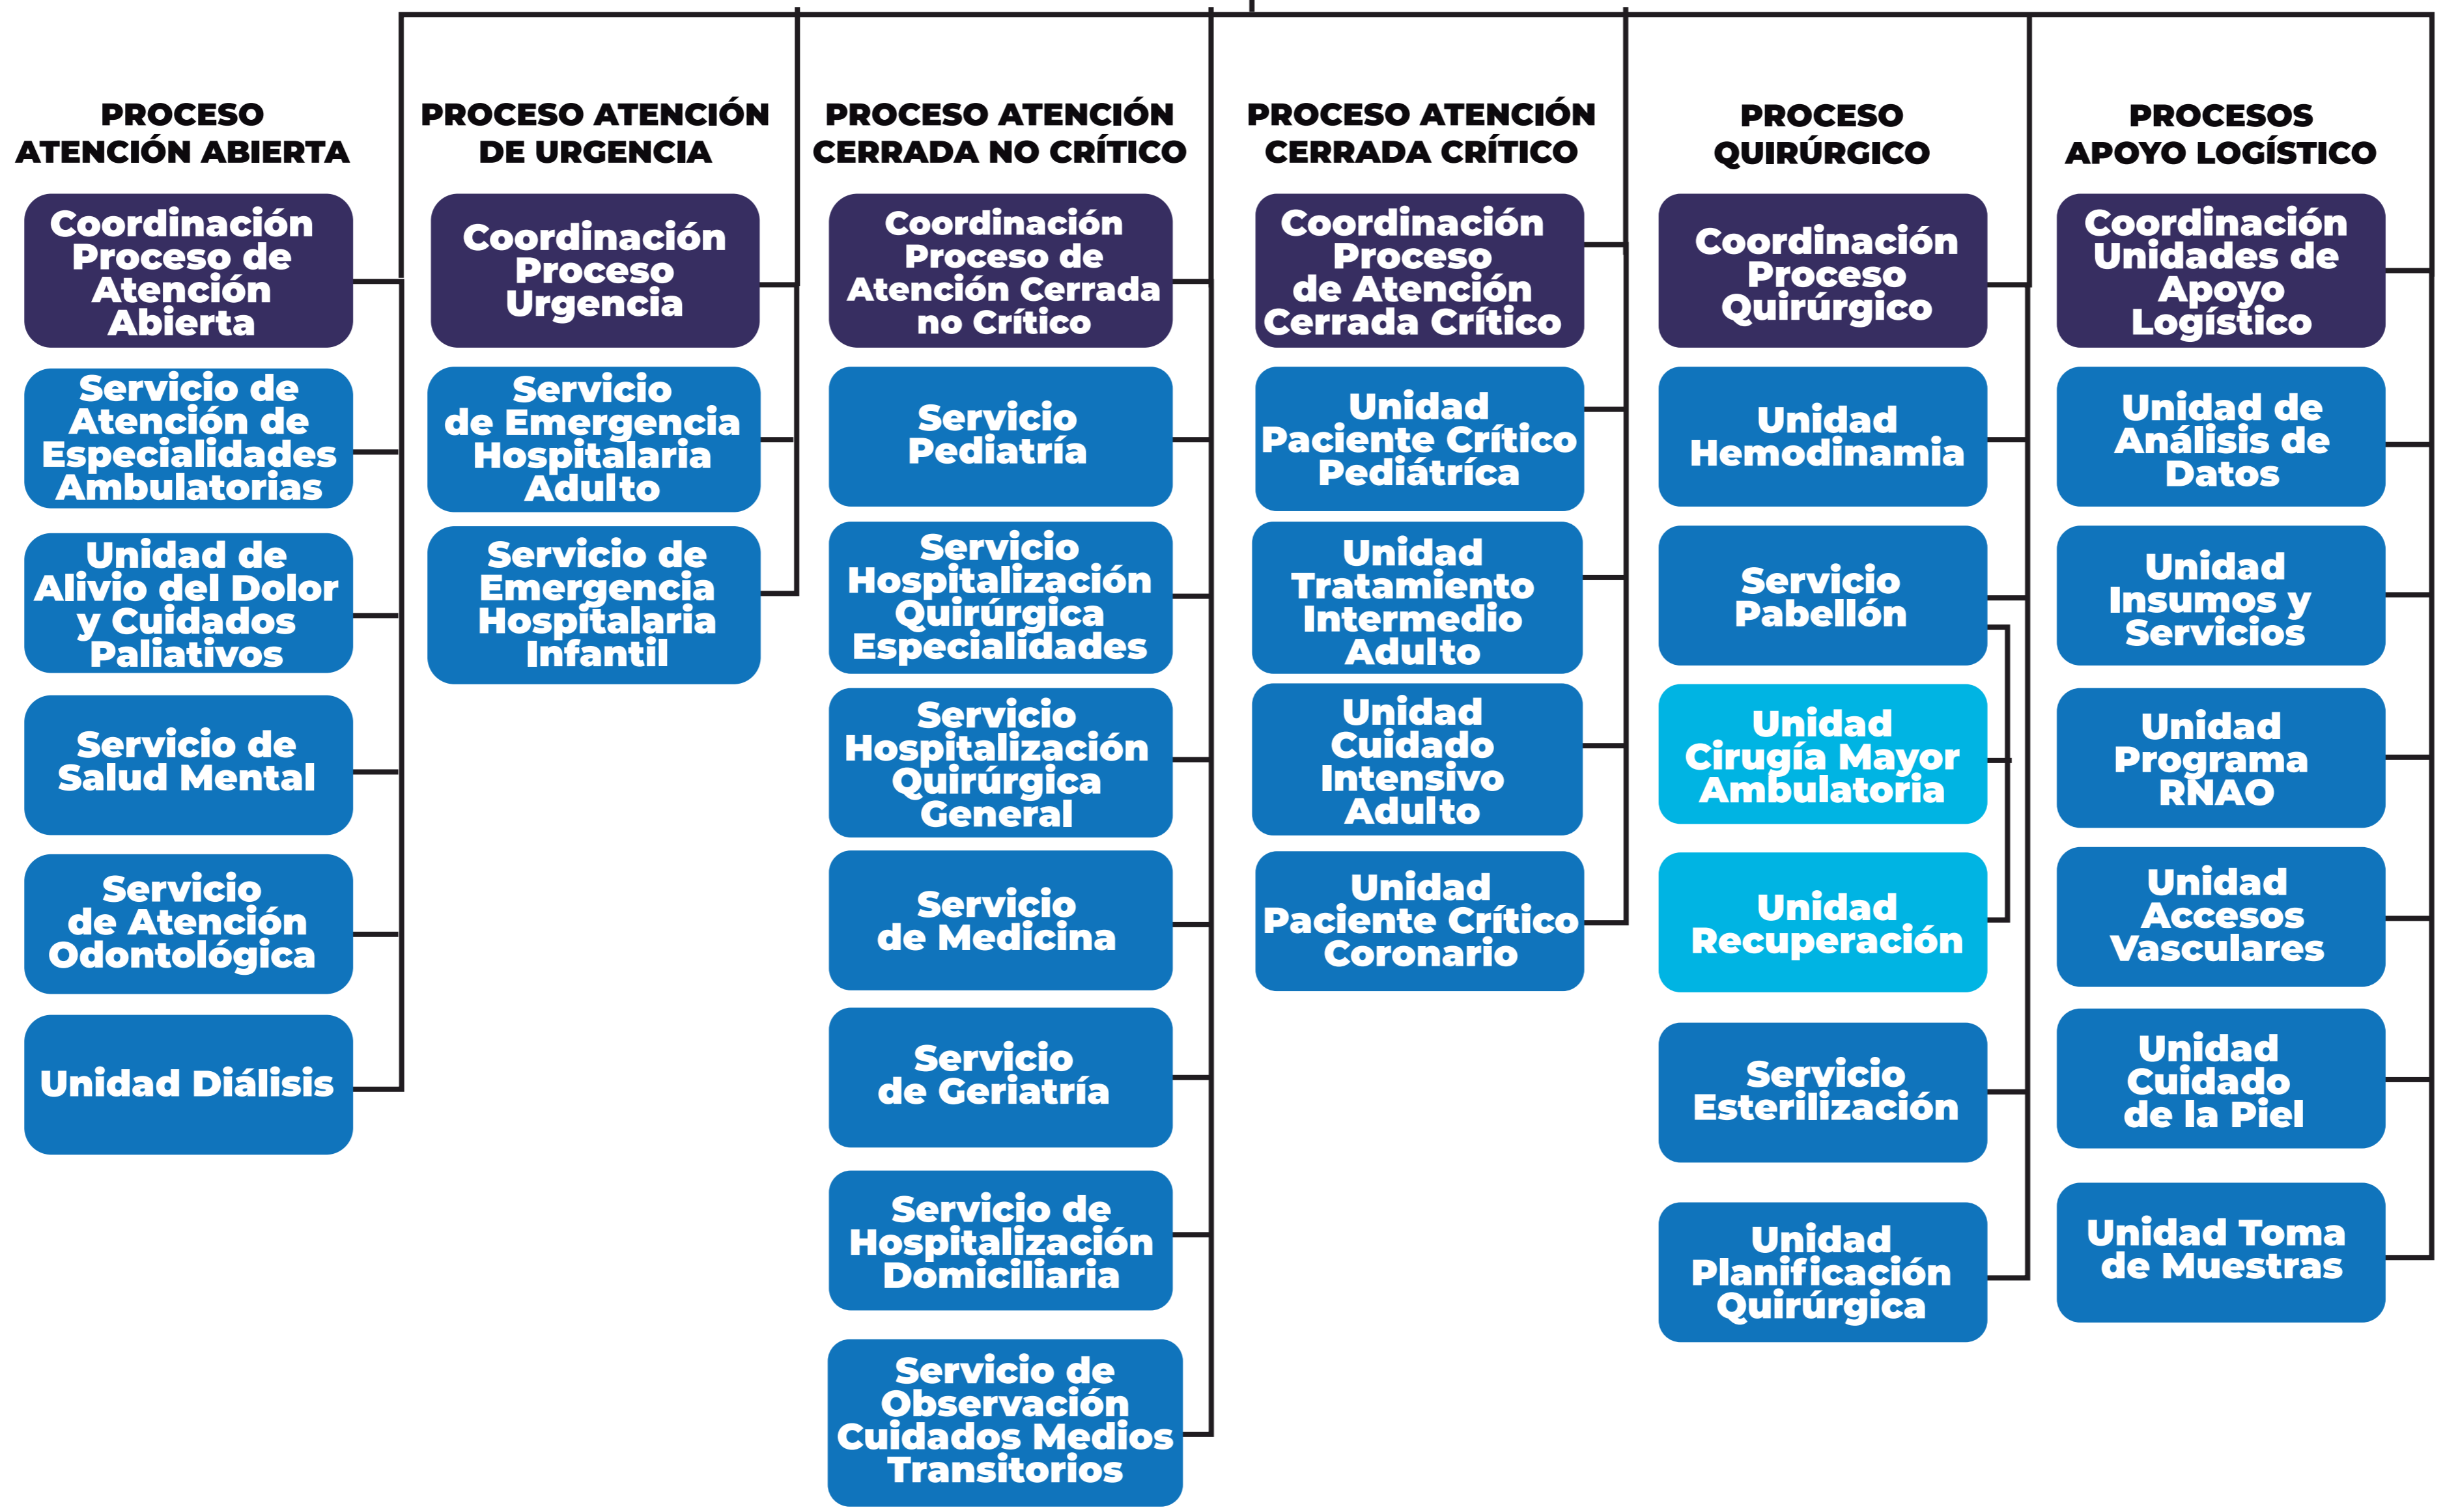 PROCESO
ATENCIÓN ABIERTA
Coordinación
Proceso de
Atención
Abierta
Servicio de
Atención de
Especialidades
Ambulatorias
Unidad de
Alivio del Dolor
y Cuidados
Paliativos
Servicio de
Salud Mental
Servicio
de Atención
Odontológica
Unidad Diálisis
PROCESO ATENCIÓN
DE URGENCIA
Coordinación
Proceso
Urgencia
Servicio
de Emergencia
Hospitalaria
Adulto
Servicio de
Emergencia
Hospitalaria
Infantil
PROCESO ATENCIÓN
CERRADA NO CRÍTICO
Coordinación
Proceso de
Atención Cerrada
no Crítico
Servicio
Pediatría
Servicio
Hospitalización
Quirúrgica
Especialidades
Servicio
Hospitalización
Quirúrgica
General
Servicio
de Medicina
Servicio
de Geriatría
Servicio de
Hospitalización
Domiciliaria
Servicio de
Observación
Cuidados Medios
Transitorios
PROCESO ATENCIÓN
CERRADA CRÍTICO
Coordinación
Proceso
de Atención
Cerrada Crítico
Unidad
Paciente Crítico
Pediátríca
Unidad
Tratamiento
Intermedio
Adulto
Unidad
Cuidado
Intensivo
Adulto
Unidad
Paciente Crítico
Coronario
PROCESO
QUIRÚRGICO
Coordinación
Proceso
Quirúrgico
Unidad
Hemodinamia
Servicio
Pabellón
Unidad
Cirugía Mayor
Ambulatoria
Unidad
Recuperación
Servicio
Esterilización
Unidad
Planificación
Quirúrgica
PROCESOS
APOYO LOGÍSTICO
Coordinación
Unidades de
Apoyo
Logístico
Unidad de
Análisis de
Datos
Unidad
Insumos y
Servicios
Unidad
Programa
RNAO
Unidad
Accesos
Vasculares
Unidad
Cuidado
de la Piel
Unidad Toma
de Muestras